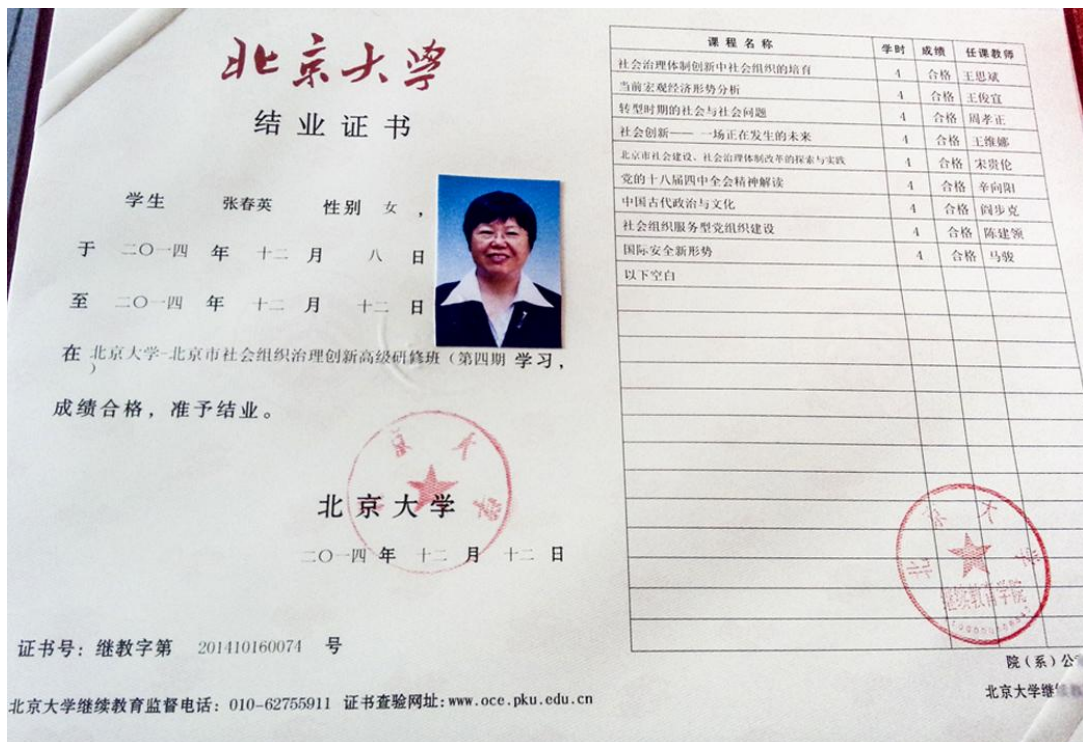 北京大学
结业证书
学生 张春英 性别 女，
于 二〇一四 年 十二 月 八 日
至 二〇一四 年 十二 月 十二 日
在 北京大学-北京市社会组织治理创新高级研修班（第四期 学习，
）
成绩合格，准予结业。
北京大学
二〇一四 年 十二 月 十二 日
证书号：继教字第 201410160074 号
北京大学继续教育监督电话：010-62755911 证书查验网址：www.oce.pku.edu.cn
课程名称 学时 成绩 任课教师
社会治理体制创新中社会组织的培育 4 合格 王思斌
当前宏观经济形势分析 4 合格 王俊宜
转型时期的社会与社会问题 4 合格 周孝正
社会创新—— 一场正在发生的未来 4 合格 王维娜
北京市社会建设、社会治理体制改革的探索与实践 4 合格 宋贵伦
党的十八届四中全会精神解读 4 合格 辛向阳
中国古代政治与文化 4 合格 阎步克
社会组织服务型党组织建设 4 合格 陈建领
国际安全新形势 4 合格 马骏
以下空白
北京大学
继续教育学院
院（系）公
北京大学继